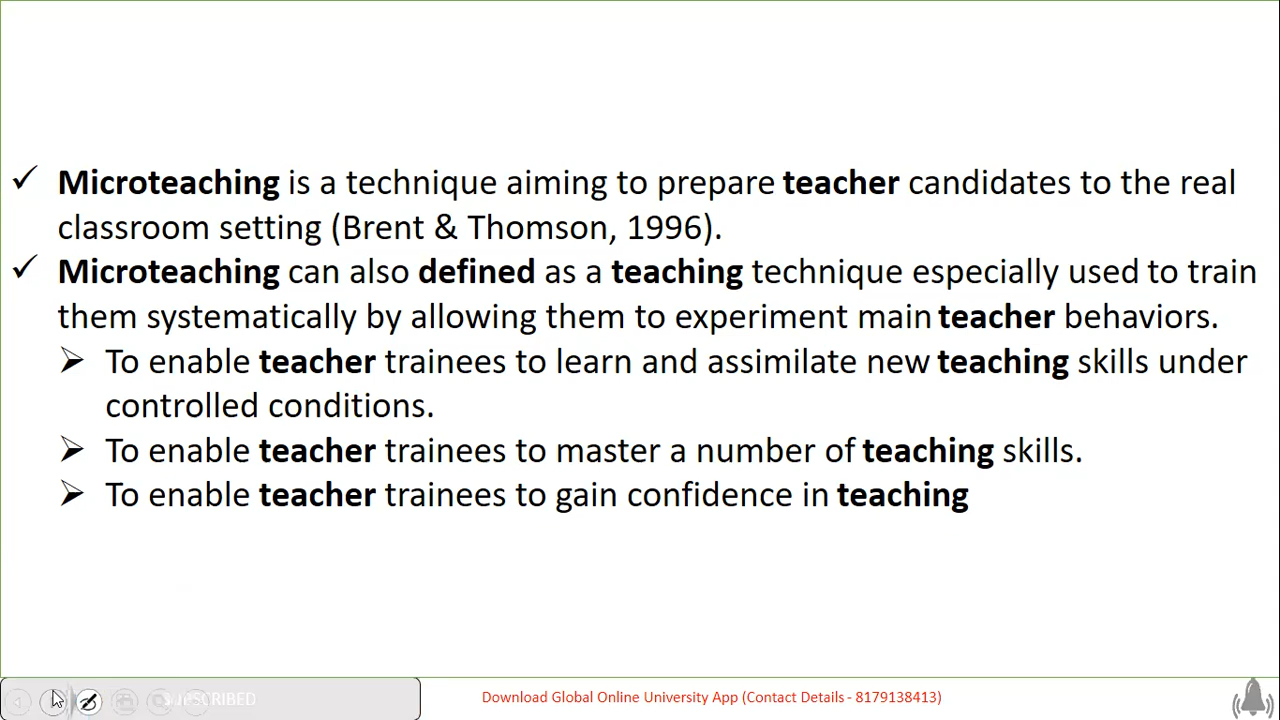 ✓ Microteaching is a technique aiming to prepare teacher candidates to the real
classroom setting (Brent & Thomson, 1996).
✓ Microteaching can also defined as a teaching technique especially used to train
them systematically by allowing them to experiment main teacher behaviors.
➢ To enable teacher trainees to learn and assimilate new teaching skills under
controlled conditions.
➢ To enable teacher trainees to master a number of teaching skills.
➢ To enable teacher trainees to gain confidence in teaching
Download Global Online University App (Contact Details - 8179138413)